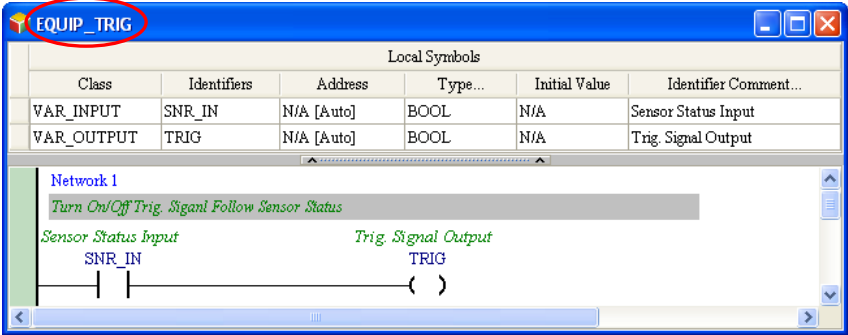 EQUIP_TRIG
Local Symbols
Class Identifiers Address Type... Initial Value Identifier Comment...
VAR_INPUT SNR_IN N/A [Auto] BOOL N/A Sensor Status Input
VAR_OUTPUT TRIG N/A [Auto] BOOL N/A Trig. Signal Output
Network 1
Turn On/Off Trig. Siganl Follow Sensor Status
Sensor Status Input Trig. Signal Output
SNR_IN TRIG